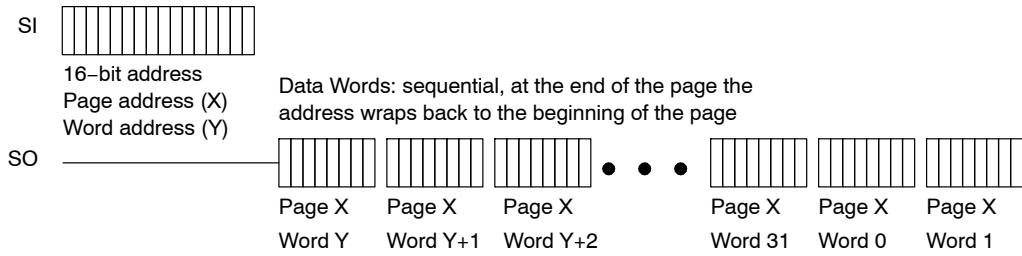 SI
16−bit address
Page address (X)
Word address (Y)
Data Words: sequential, at the end of the page the
address wraps back to the beginning of the page
SO
Page X Page X Page X Page X Page X Page X
Word Y Word Y+1 Word Y+2 Word 31 Word 0 Word 1